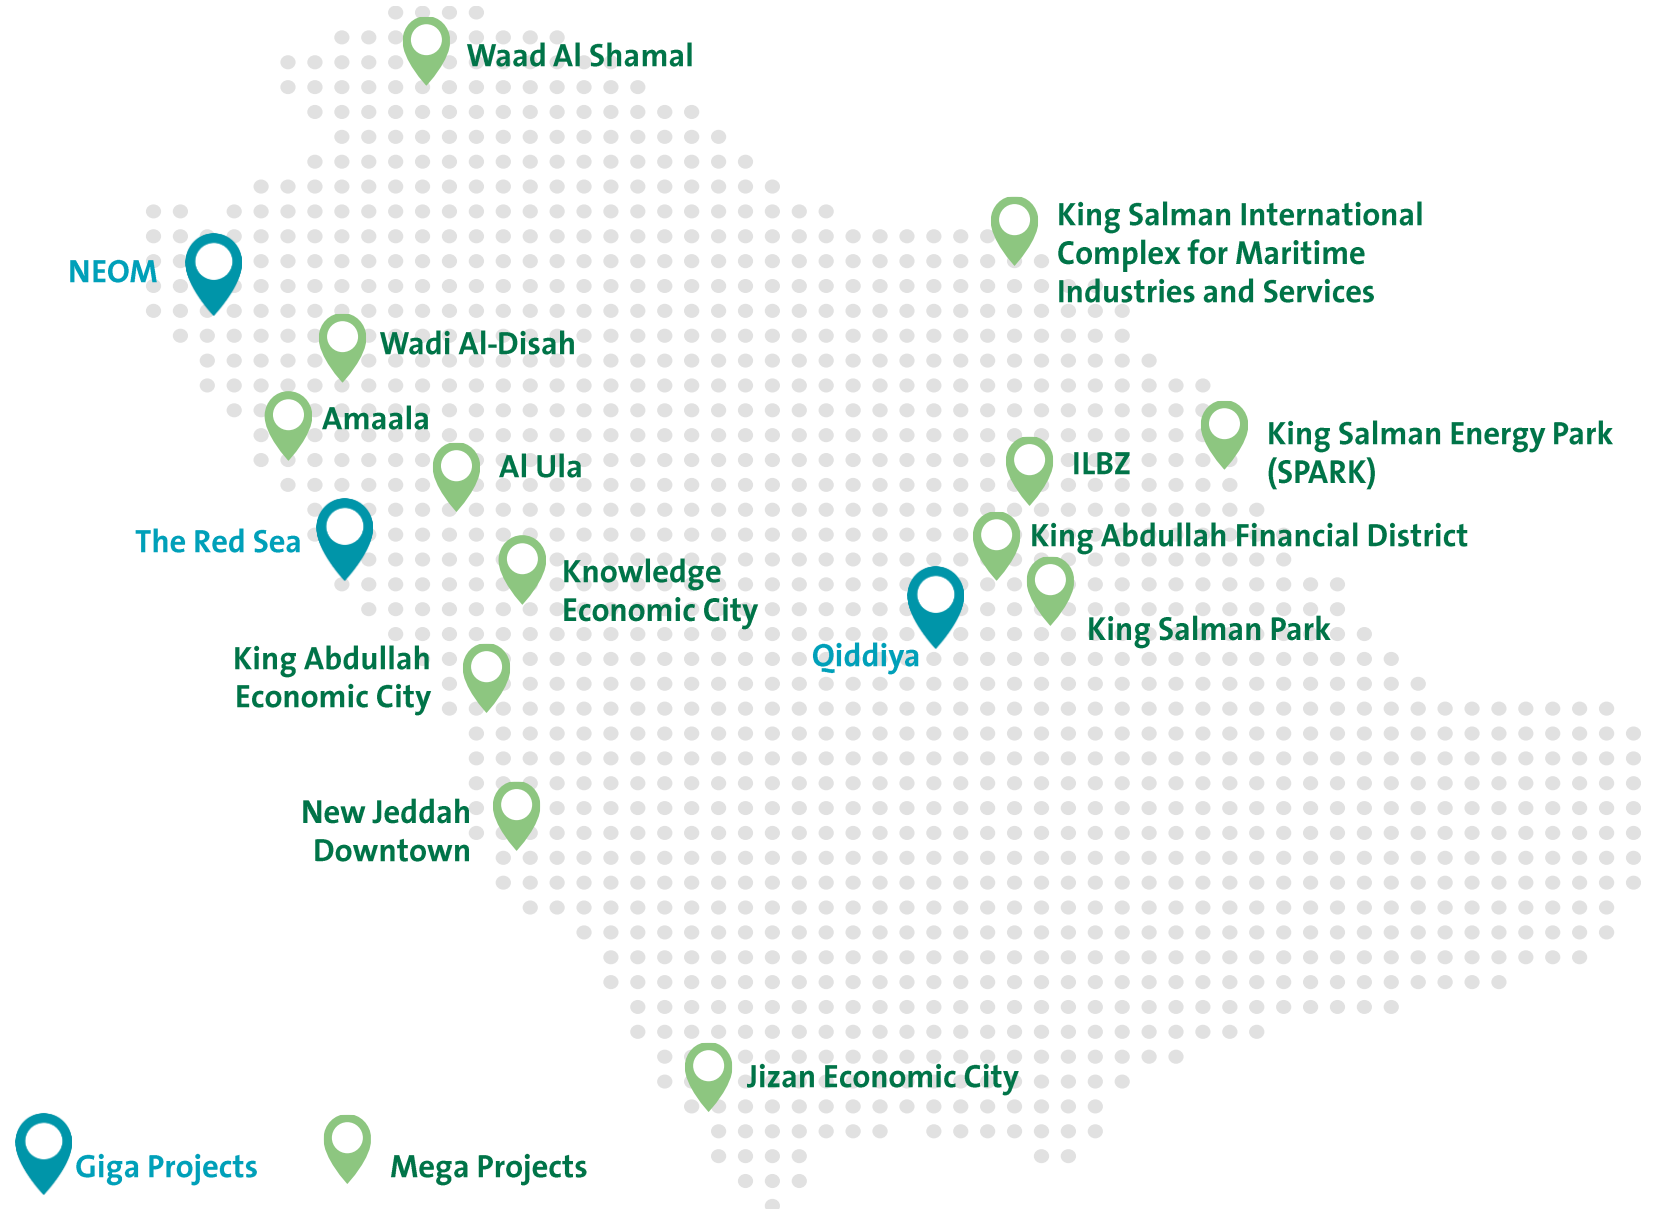 Waad Al Shamal
King Salman International
Complex for Maritime
Industries and Services
NEOM
Wadi Al-Disah
Amaala
King Salman Energy Park
(SPARK)
Al Ula
ILBZ
The Red Sea
King Abdullah Financial District
Knowledge
Economic City
King Salman Park
Qiddiya
King Abdullah
Economic City
New Jeddah
Downtown
Jizan Economic City
Giga Projects
Mega Projects